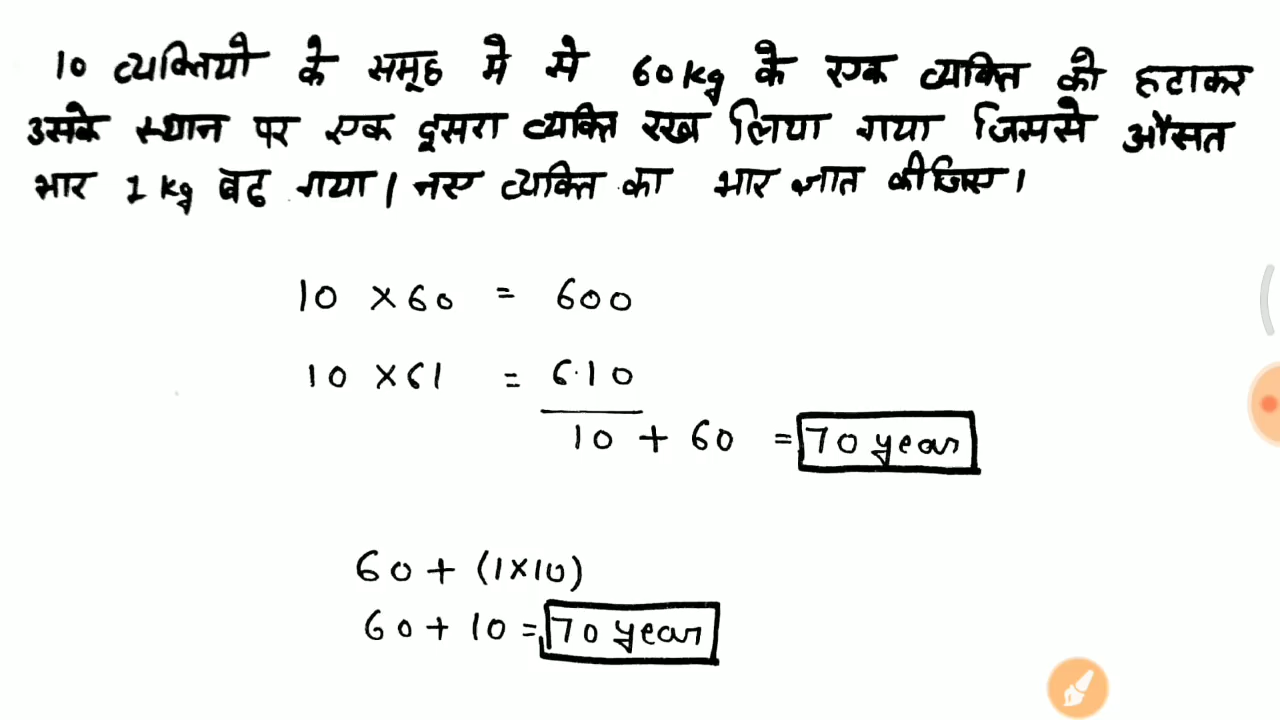 10 व्यक्तियो के समूह मे से 60 kg के एक व्यक्ति को हटाकर
उसके स्थान पर एक दूसरा व्यक्ति रख लिया गया जिससे औसत
भार 1 kg बढ गया। नए व्यक्ति का भार ज्ञात कीजिए।
10 × 60 = 600
10 × 61 = 610
10 + 60 = 70 year
60 + (1×10)
60 + 10 = 70 year